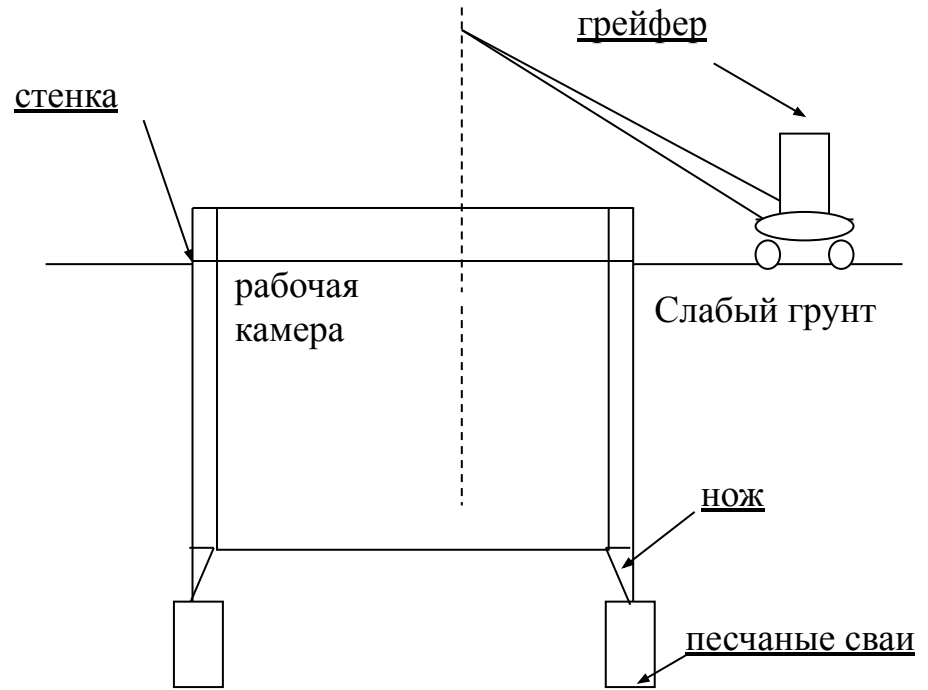 грейфер
стенка
рабочая
камера
Слабый грунт
нож
песчаные сваи